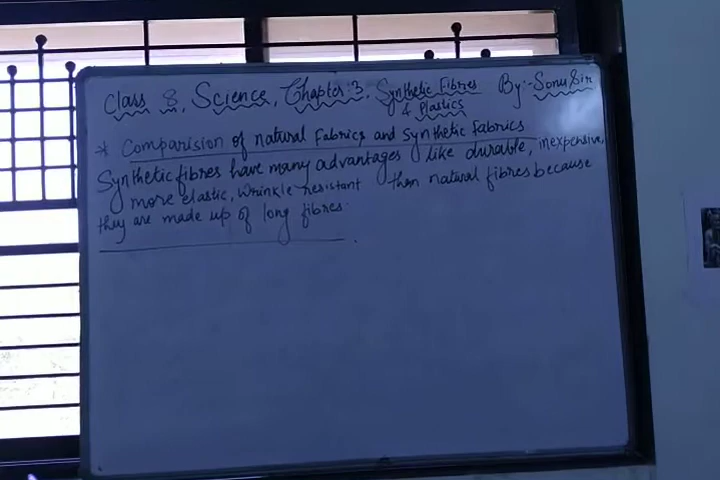 Class 8, Science, Chapter:3, Synthetic Fibres & Plastics By:-Sonu Sir
* Comparision of natural Fabrics and Synthetic fabrics
Synthetic fibres have many advantages like durable, inexpensive,
more elastic, wrinkle-resistant then natural fibres because
they are made up of long fibres.